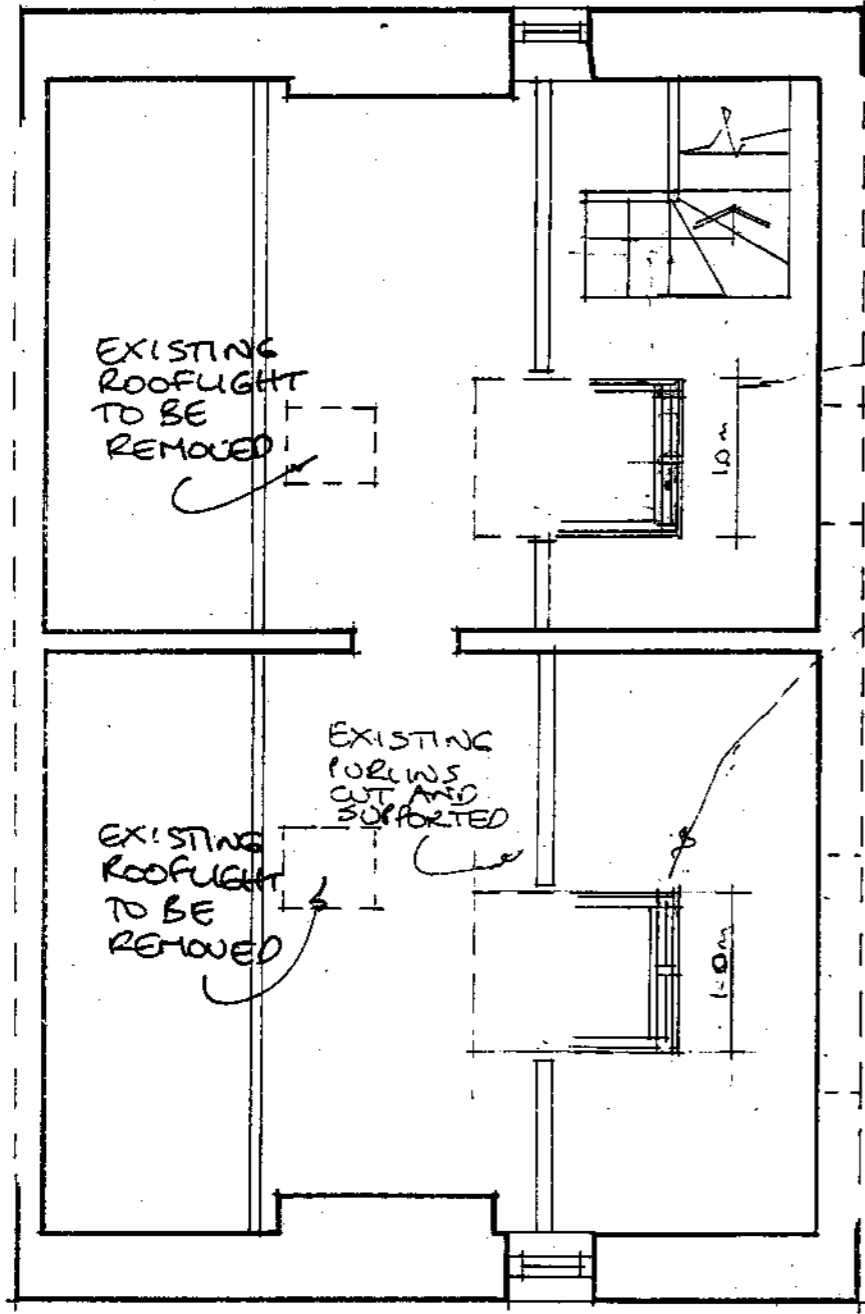 EXISTING
ROOFLIGHT
TO BE
REMOVED
1.0m
EXISTING
PURLINS
CUT AND
SUPPORTED
EXISTING
ROOFLIGHT
TO BE
REMOVED
1.0m